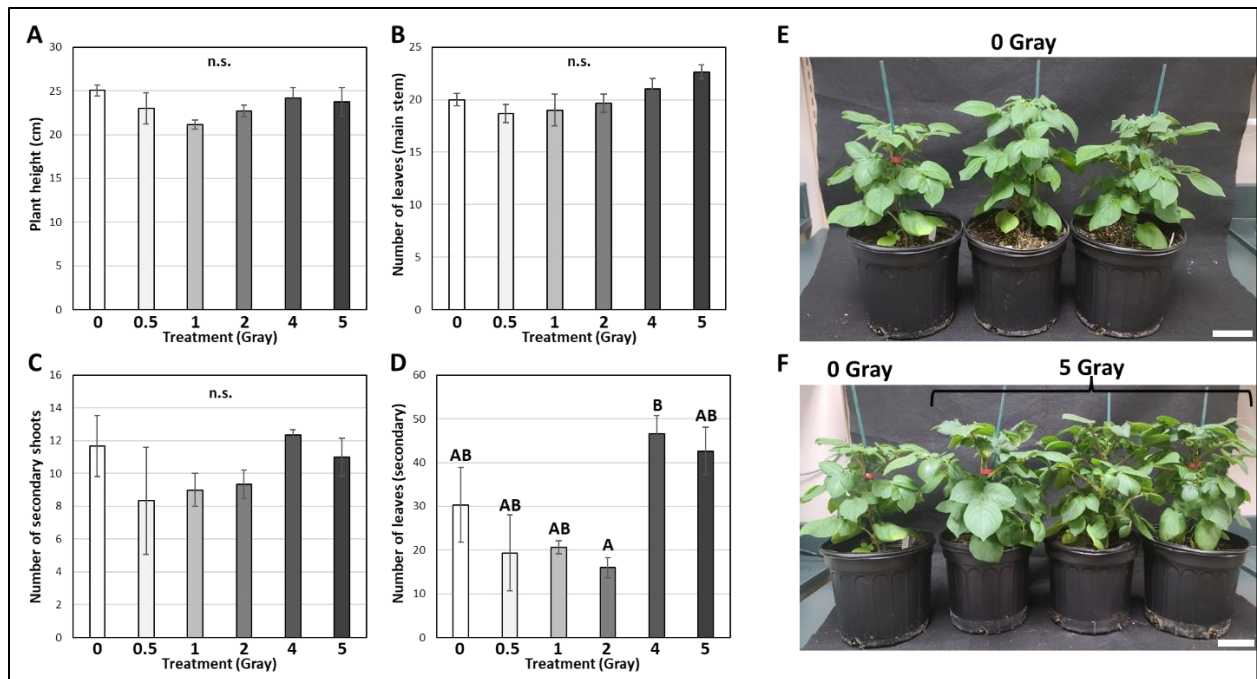 A
n.s.
Plant height (cm)
30
25
20
15
10
5
0
0 0.5 1 2 4 5
Treatment (Gray)
B
n.s.
Number of leaves (main stem)
25
20
15
10
5
0
0 0.5 1 2 4 5
Treatment (Gray)
C
n.s.
Number of secondary shoots
16
14
12
10
8
6
4
2
0
0 0.5 1 2 4 5
Treatment (Gray)
D
Number of leaves (secondary)
60
50
40
30
20
10
0
AB AB AB A B AB
0 0.5 1 2 4 5
Treatment (Gray)
E
0 Gray
F
0 Gray 5 Gray